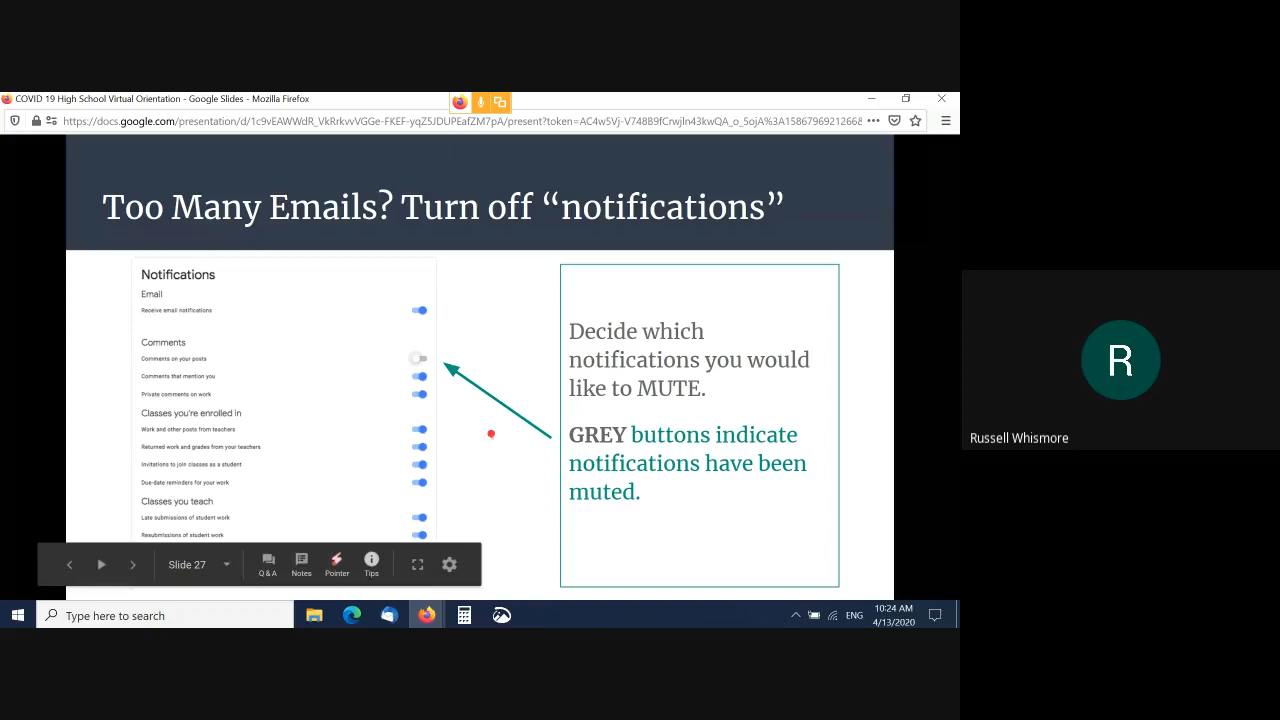 COVID 19 High School Virtual Orientation - Google Slides - Mozilla Firefox
https://docs.google.com/presentation/d/1c9vEAWWdR_VkRrkvvVGGe-FKEF-yqZ5JDUPEafZM7pA/present?token=AC4w5Vj-V748B9fCrwjln43kwQA_o_5ojA%3A1586796921266&
Too Many Emails? Turn off “notifications”
Notifications
Email
Receive email notifications
Comments
Comments on your posts
Comments that mention you
Private comments on work
Classes you're enrolled in
Work and other posts from teachers
Returned work and grades from your teachers
Invitations to join classes as a student
Due-date reminders for your work
Classes you teach
Late submissions of student work
Resubmissions of student work
Decide which
notifications you would
like to MUTE.
GREY buttons indicate
notifications have been
muted.
Slide 27
Q & A
Notes
Pointer
Tips
Type here to search
ENG
10:24 AM
4/13/2020
R
Russell Whismore